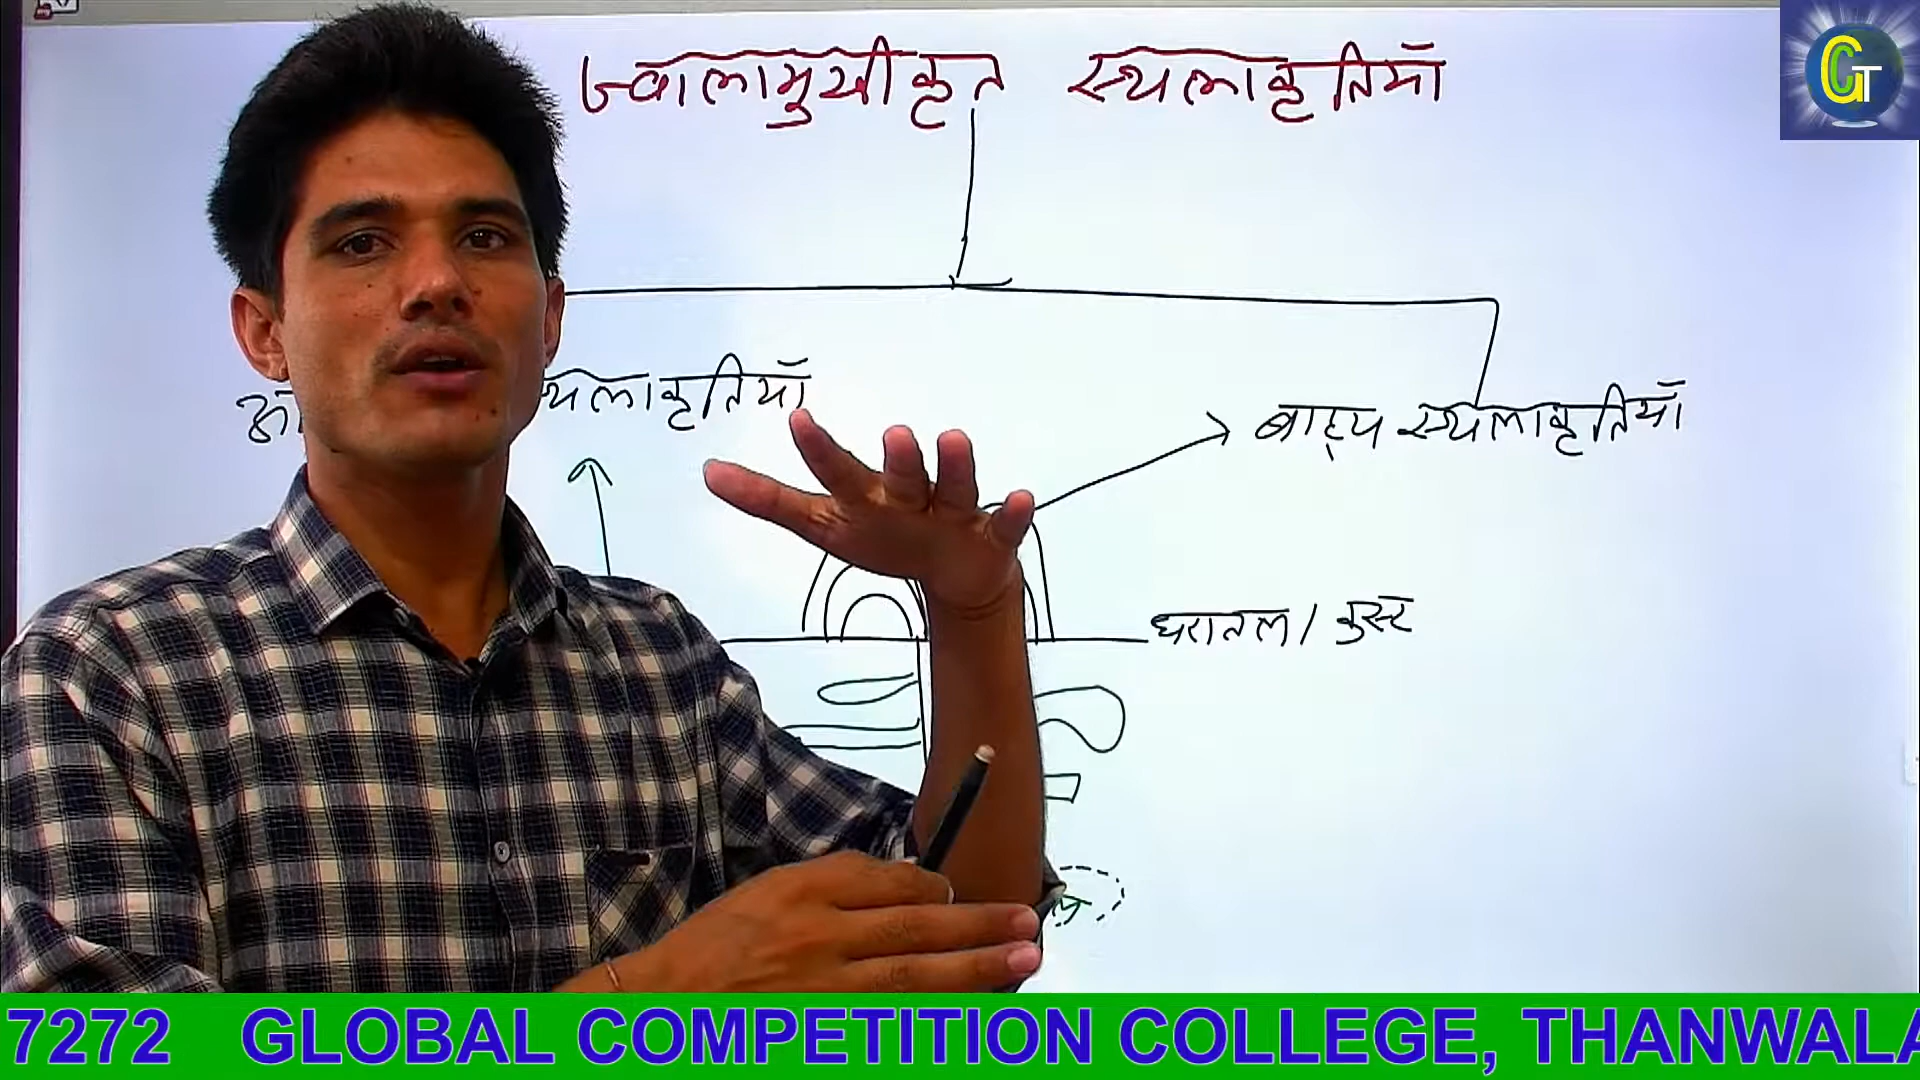 ज्वालामुखीकृत स्थलाकृतियाँ
स्थलाकृतियाँ
बाह्य स्थलाकृतियाँ
धरातल / क्रस्ट
7272 GLOBAL COMPETITION COLLEGE, THANWALA